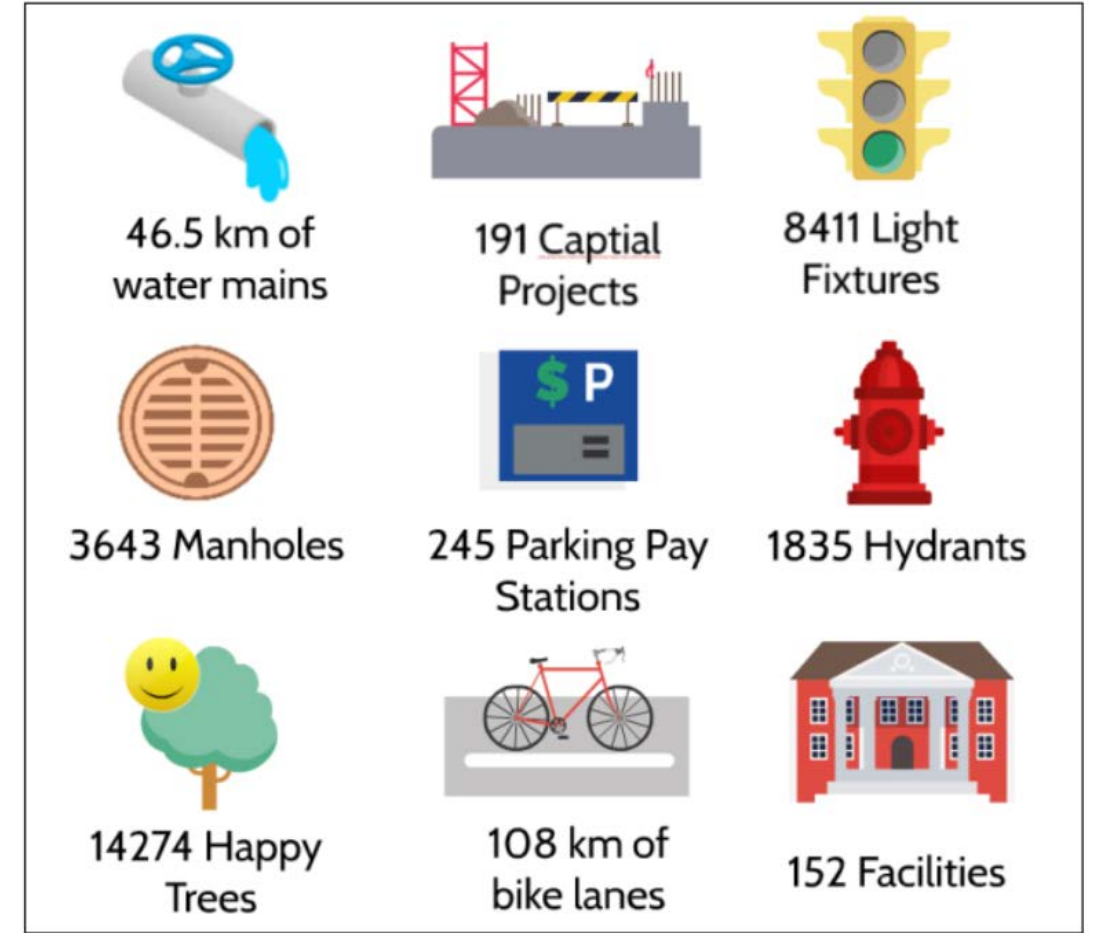 46.5 km of
water mains
191 Captial
Projects
8411 Light
Fixtures
3643 Manholes
$ P
245 Parking Pay
Stations
1835 Hydrants
14274 Happy
Trees
108 km of
bike lanes
152 Facilities